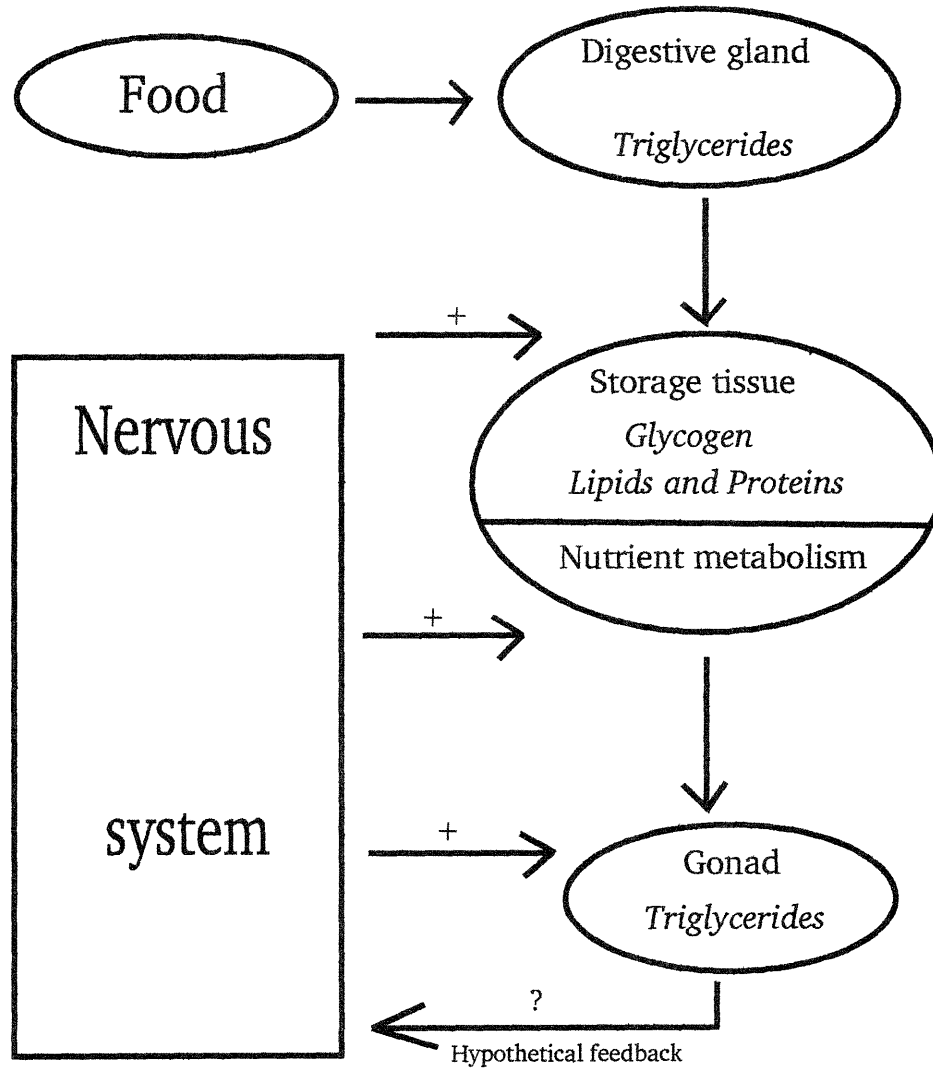 Food
Digestive gland
Triglycerides
+
Storage tissue
Glycogen
Lipids and Proteins
Nutrient metabolism
Nervous
system
+
+
Gonad
Triglycerides
?
Hypothetical feedback